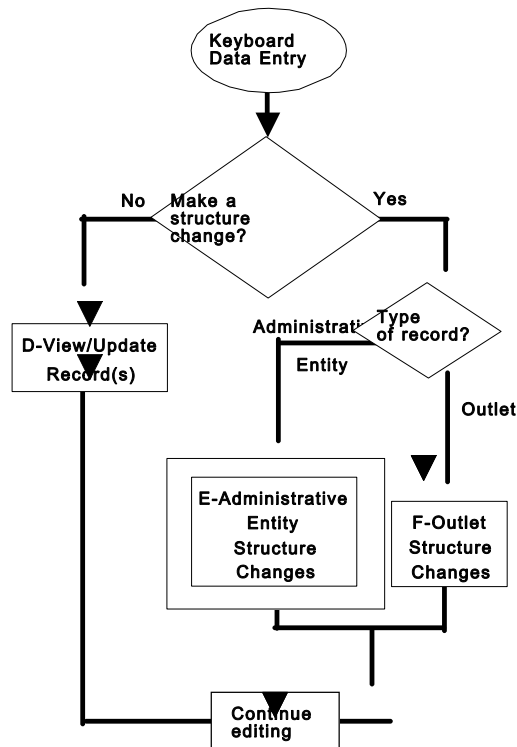 Keyboard
Data Entry
No
Make a
structure
change?
Yes
D-View/Update
Record(s)
Administrati
Entity
Type
of record?
Outlet
E-Administrative
Entity
Structure
Changes
F-Outlet
Structure
Changes
Continue
editing